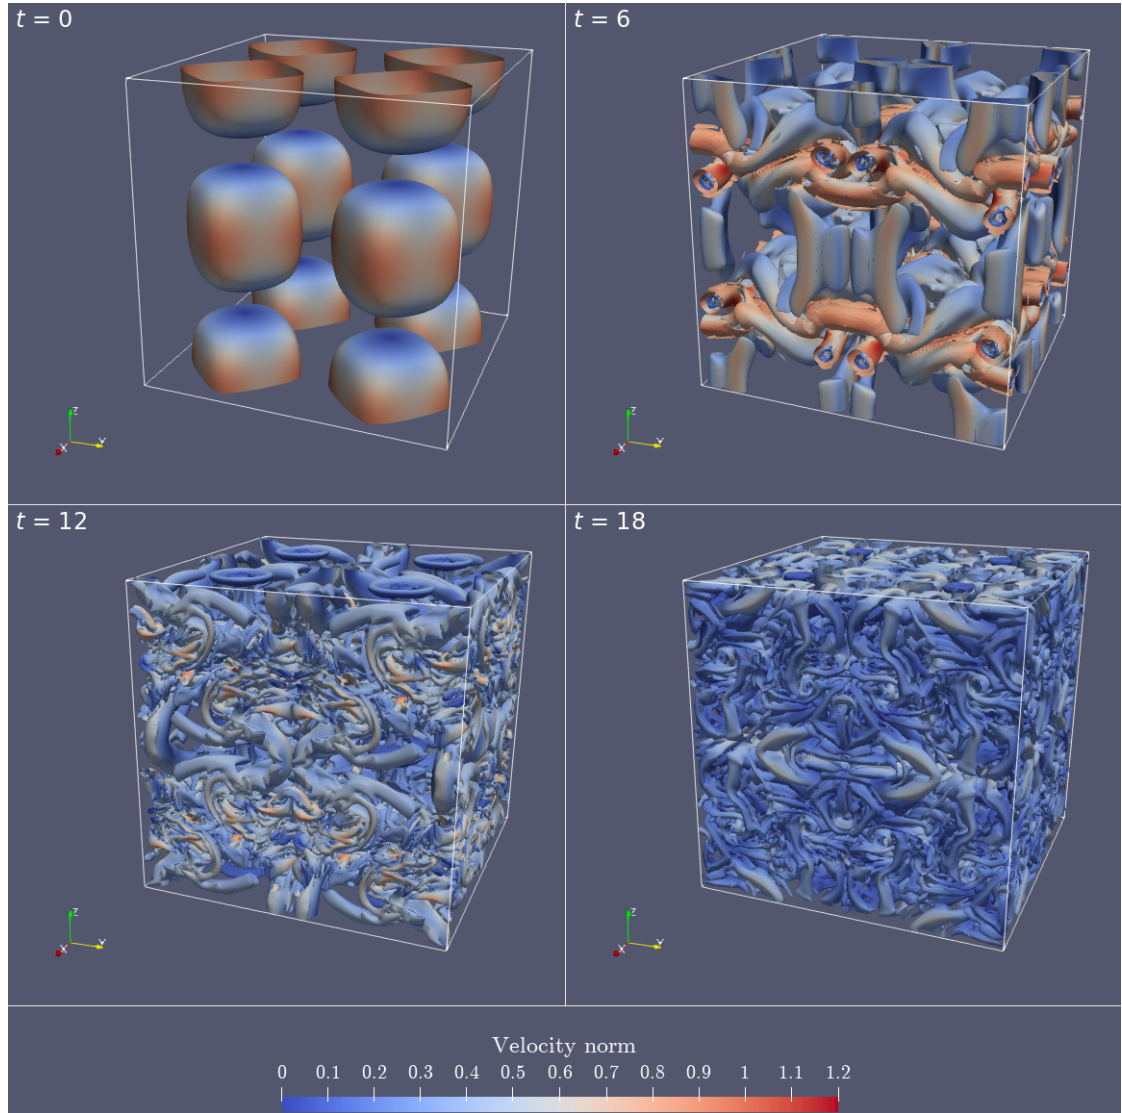 t = 0
t = 6
Z
X
Y
Z
X
Y
t = 12
t = 18
Z
X
Y
Z
X
Y
Velocity norm
0 0.1 0.2 0.3 0.4 0.5 0.6 0.7 0.8 0.9 1 1.1 1.2